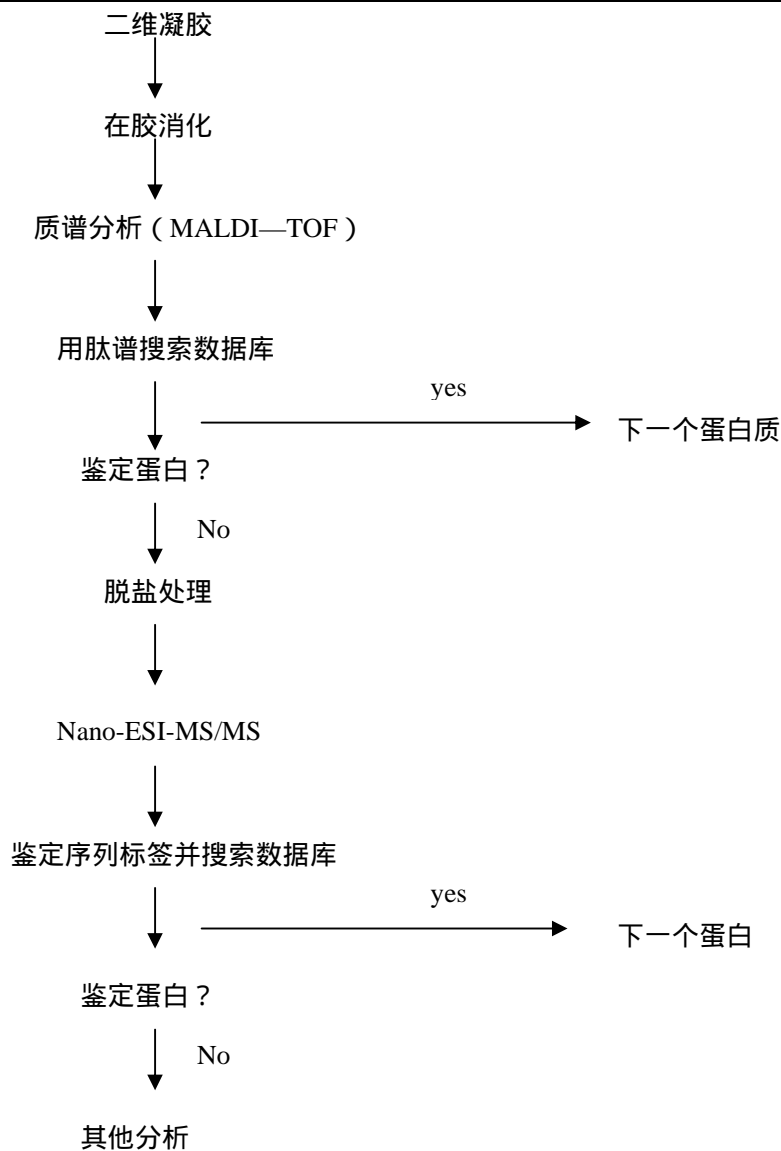 二维凝胶
在胶消化
质谱分析（MALDI—TOF）
用肽谱搜索数据库
yes
下一个蛋白质
鉴定蛋白？
No
脱盐处理
Nano-ESI-MS/MS
鉴定序列标签并搜索数据库
yes
下一个蛋白
鉴定蛋白？
No
其他分析